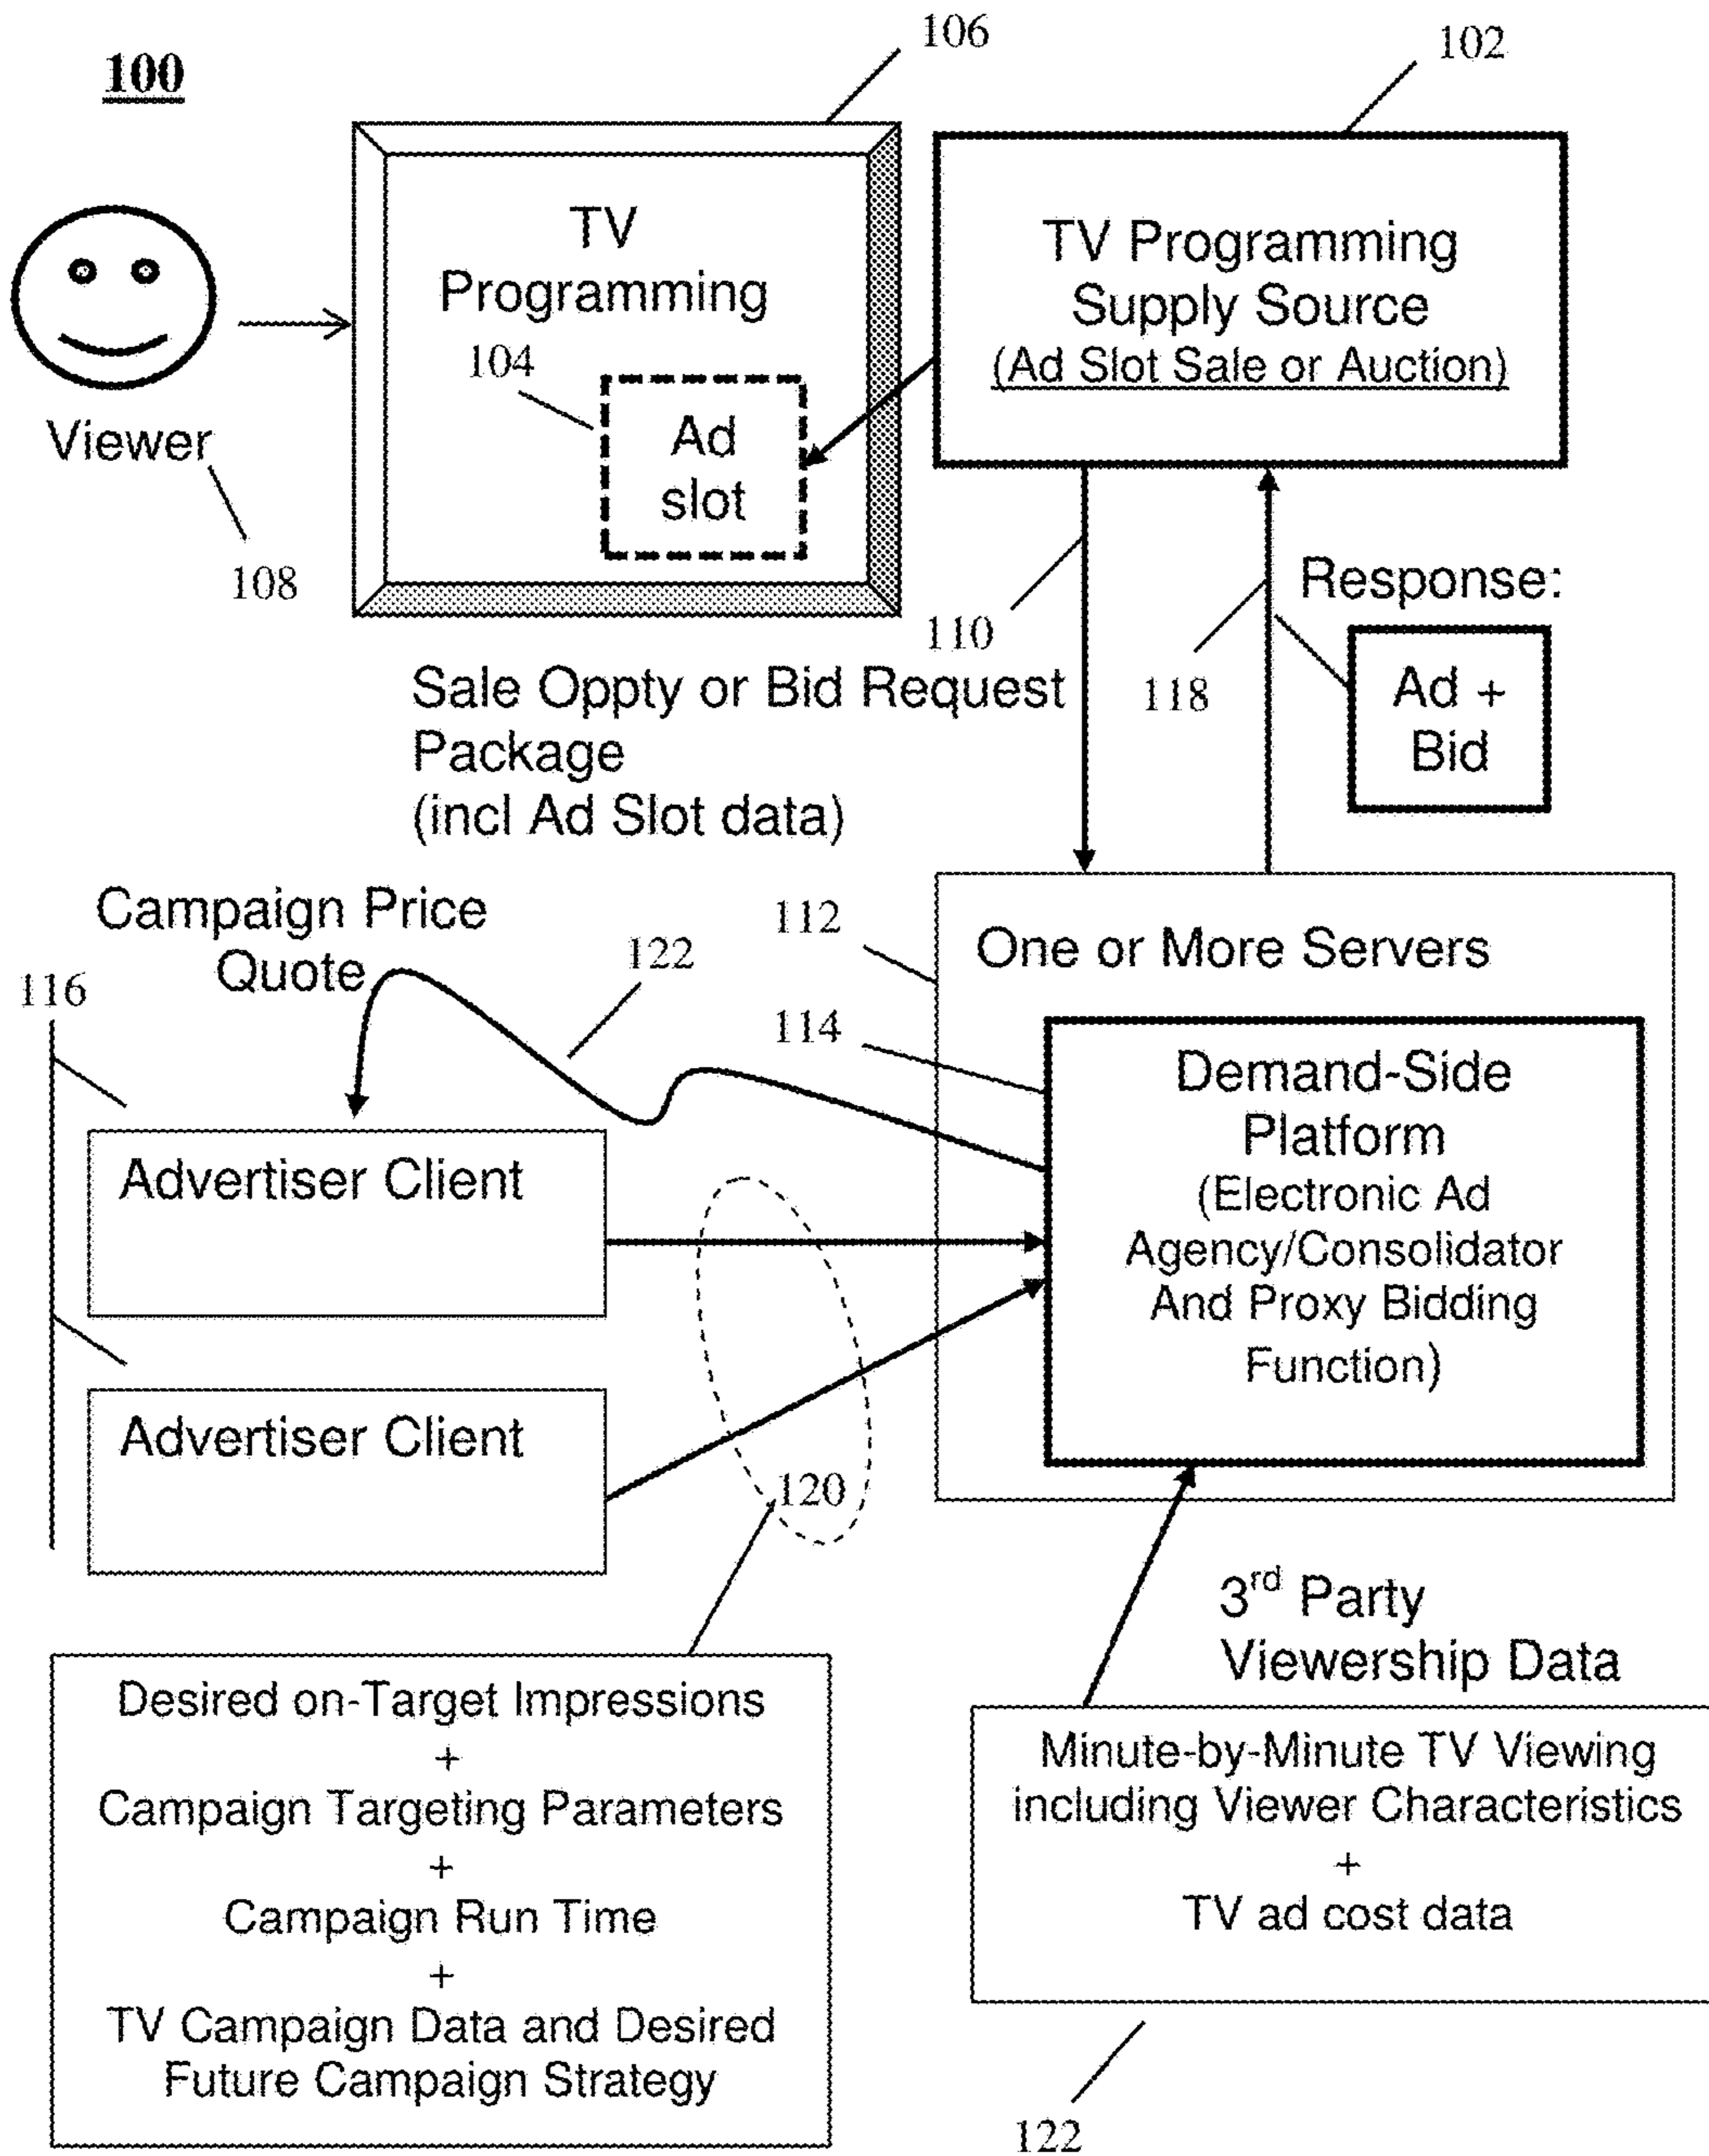 100
106
102
TV
Programming
104
Ad
slot
TV Programming
Supply Source
(Ad Slot Sale or Auction)
Viewer
108
110
118
Response:
Ad +
Bid
Sale Oppty or Bid Request
Package
(incl Ad Slot data)
Campaign Price
Quote
122
112
One or More Servers
116
114
Demand-Side
Platform
(Electronic Ad
Agency/Consolidator
And Proxy Bidding
Function)
Advertiser Client
Advertiser Client
120
3rd Party
Viewership Data
Desired on-Target Impressions
+
Campaign Targeting Parameters
+
Campaign Run Time
+
TV Campaign Data and Desired
Future Campaign Strategy
Minute-by-Minute TV Viewing
including Viewer Characteristics
+
TV ad cost data
122